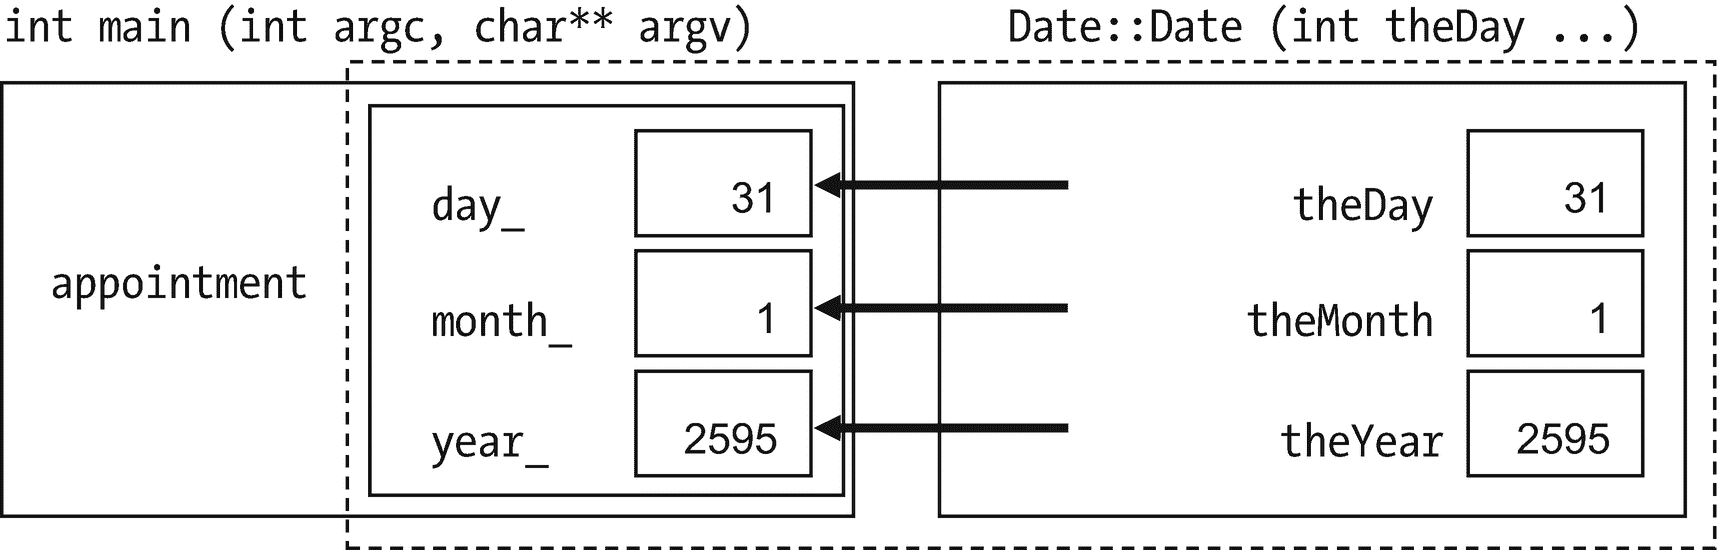 int main (int argc, char** argv)
Date::Date (int theDay ...)
appointment
day_ 31
month_ 1
year_ 2595
theDay 31
theMonth 1
theYear 2595